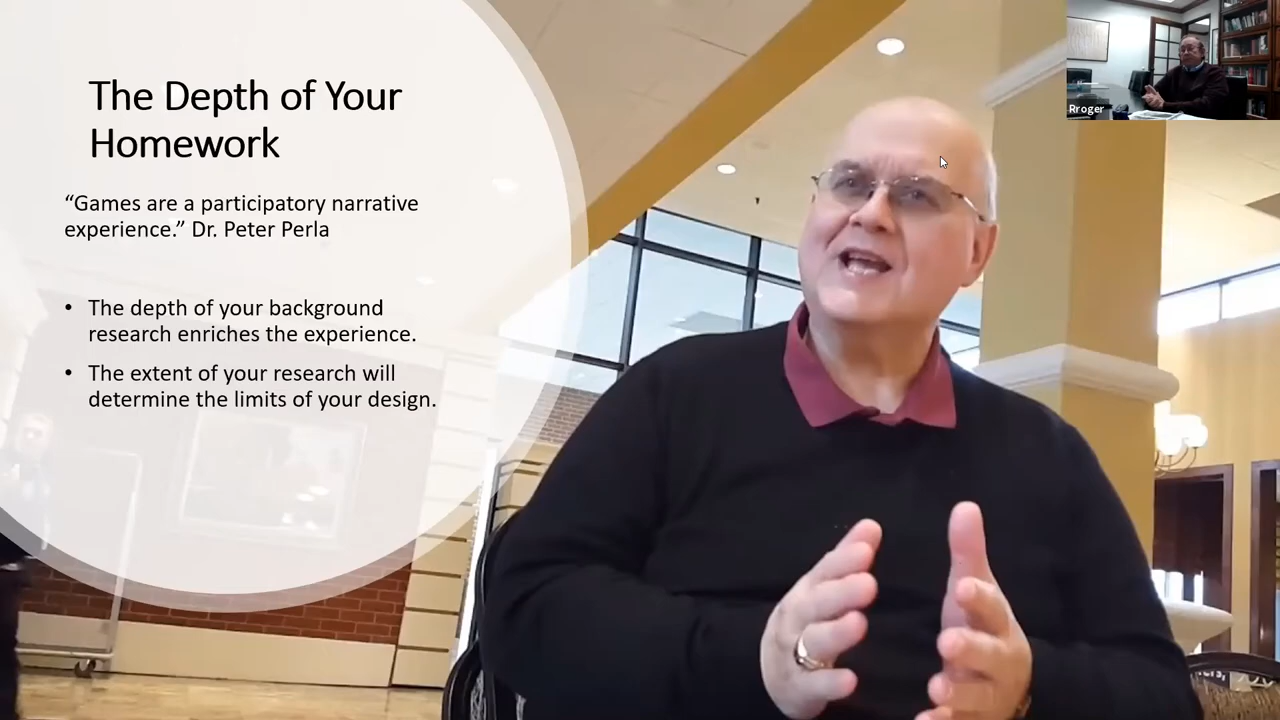 The Depth of Your
Homework
“Games are a participatory narrative
experience.” Dr. Peter Perla
• The depth of your background
research enriches the experience.
• The extent of your research will
determine the limits of your design.
Rroger